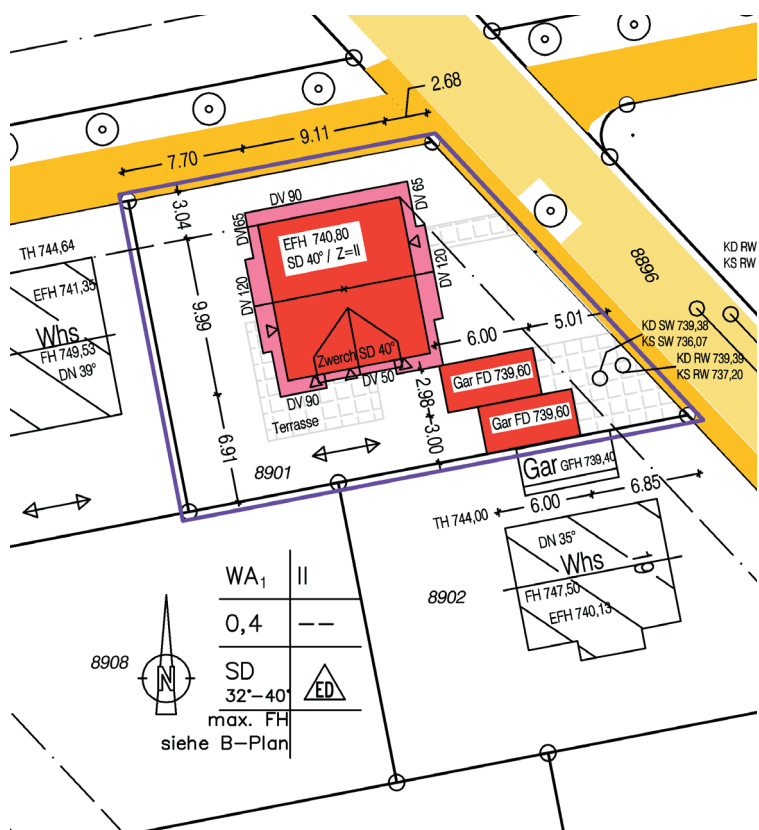 2.68
9.11
7.70
3.04
DV 90
DV 65
DV 65
TH 744,64
EFH 740,80
SD 40° / Z=II
8896
KD RW
KS RW
EFH 741,35
9.99
DV 120
DV 120
Whs
FH 749,53
DN 39°
6.00
5.01
KD SW 739,38
KS SW 736,07
KD RW 739,39
KS RW 737,20
Zwerch SD 40°
DV 50
DV 90
Gar FD 739,60
Gar FD 739,60
2.98
3.00
Terrasse
6.91
8901
Gar GFH 739,40
6.00
6.85
TH 744,00
DN 35°
Whs
19
FH 747,50
EFH 740,13
8902
WA1 II
0,4 --
8908
N
SD
32°-40°
ED
max. FH
siehe B-Plan